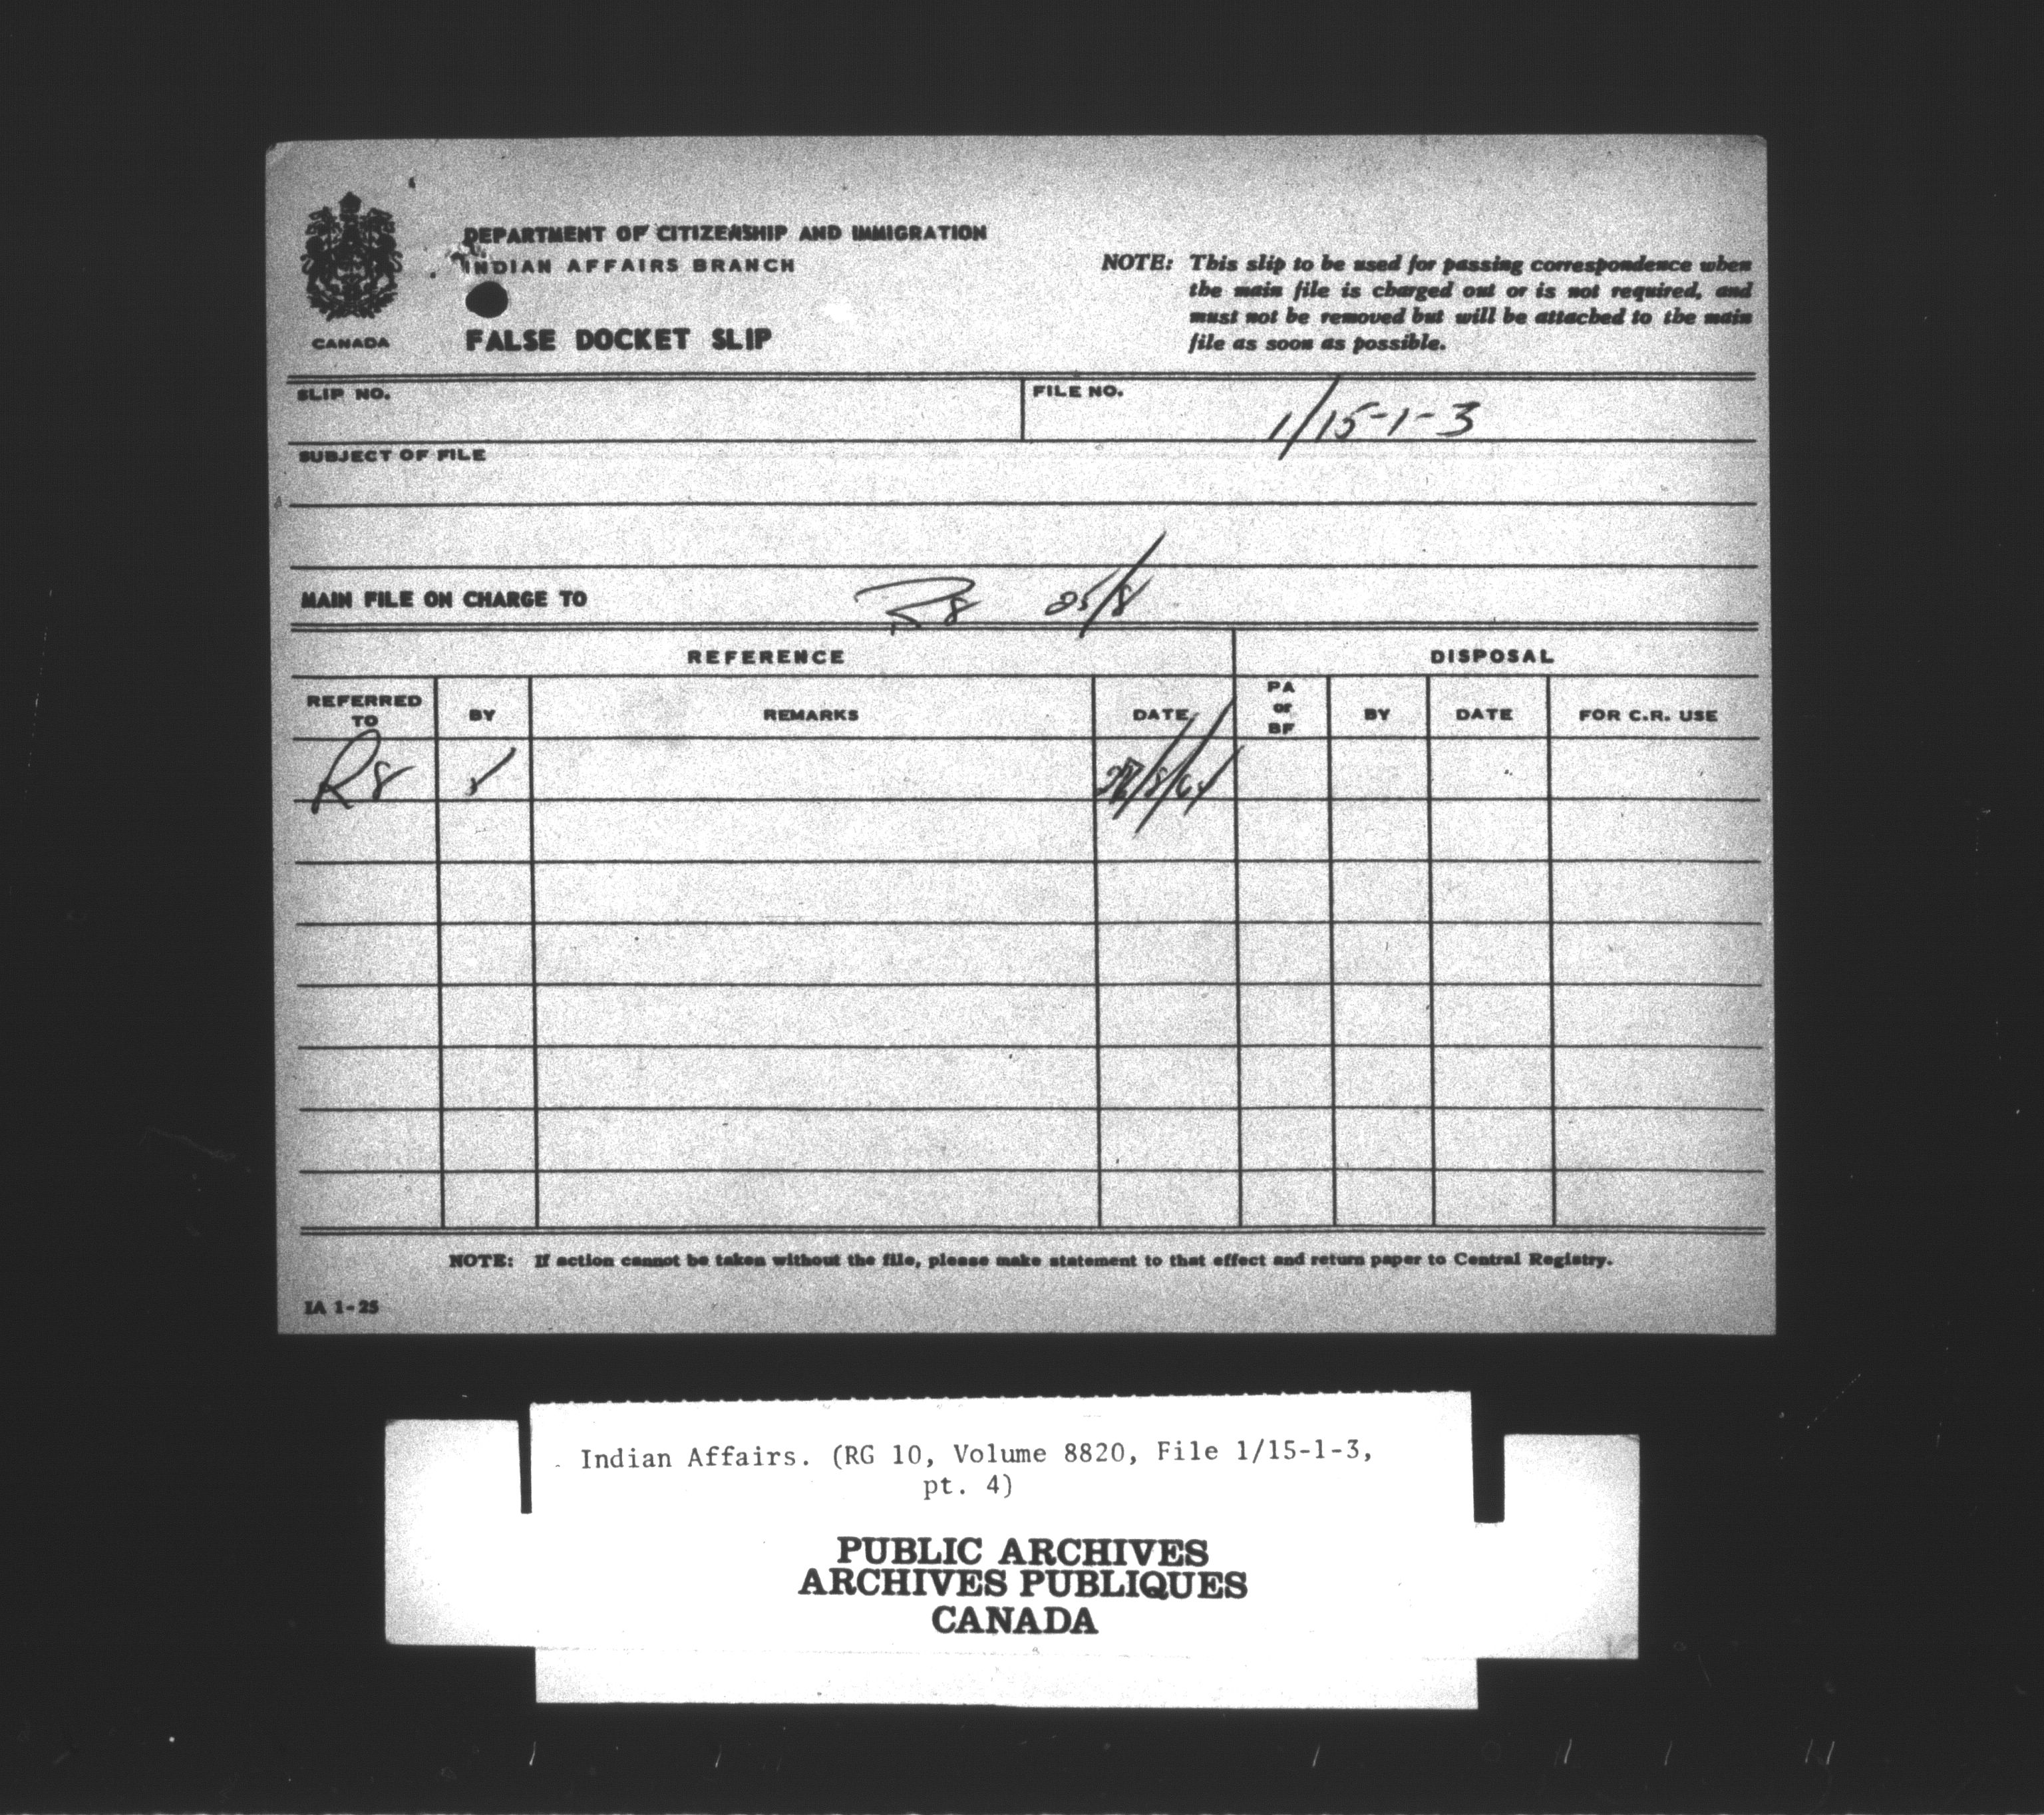 DEPARTMENT OF CITIZENSHIP AND IMMIGRATION
INDIAN AFFAIRS BRANCH
CANADA
FALSE DOCKET SLIP
NOTE: This slip to be used for passing correspondence when
the main file is charged out or is not required, and
must not be removed but will be attached to the main
file as soon as possible.
SLIP NO.
FILE NO. 1/15-1-3
SUBJECT OF FILE
MAIN FILE ON CHARGE TO R8 25/8
REFERENCE DISPOSAL
REFERRED TO BY REMARKS DATE PA or BF BY DATE FOR C.R. USE
R8
NOTE: If action cannot be taken without the file, please make statement to that effect and return paper to Central Registry.
IA 1-25
Indian Affairs. (RG 10, Volume 8820, File 1/15-1-3,
pt. 4)
PUBLIC ARCHIVES
ARCHIVES PUBLIQUES
CANADA